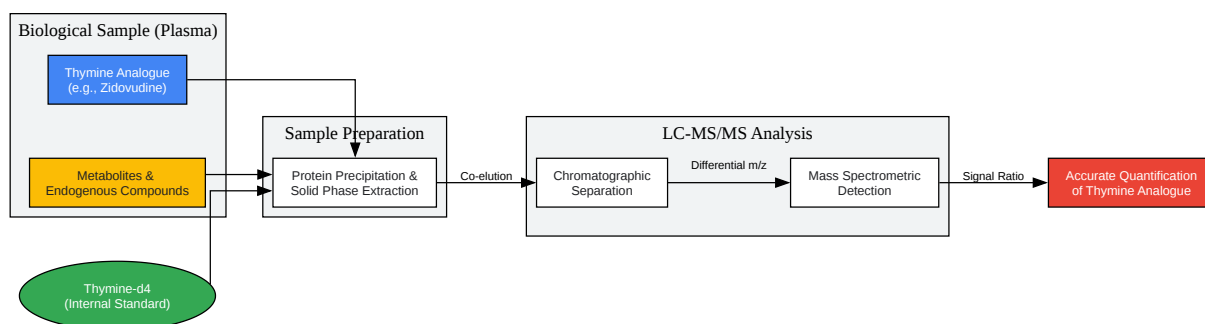 Biological Sample (Plasma)
Thymine Analogue
(e.g., Zidovudine)
Metabolites &
Endogenous Compounds
Thymine-d4
(Internal Standard)
Sample Preparation
Protein Precipitation &
Solid Phase Extraction
Co-elution
LC-MS/MS Analysis
Chromatographic
Separation
Differential m/z
Mass Spectrometric
Detection
Signal Ratio
Accurate Quantification
of Thymine Analogue